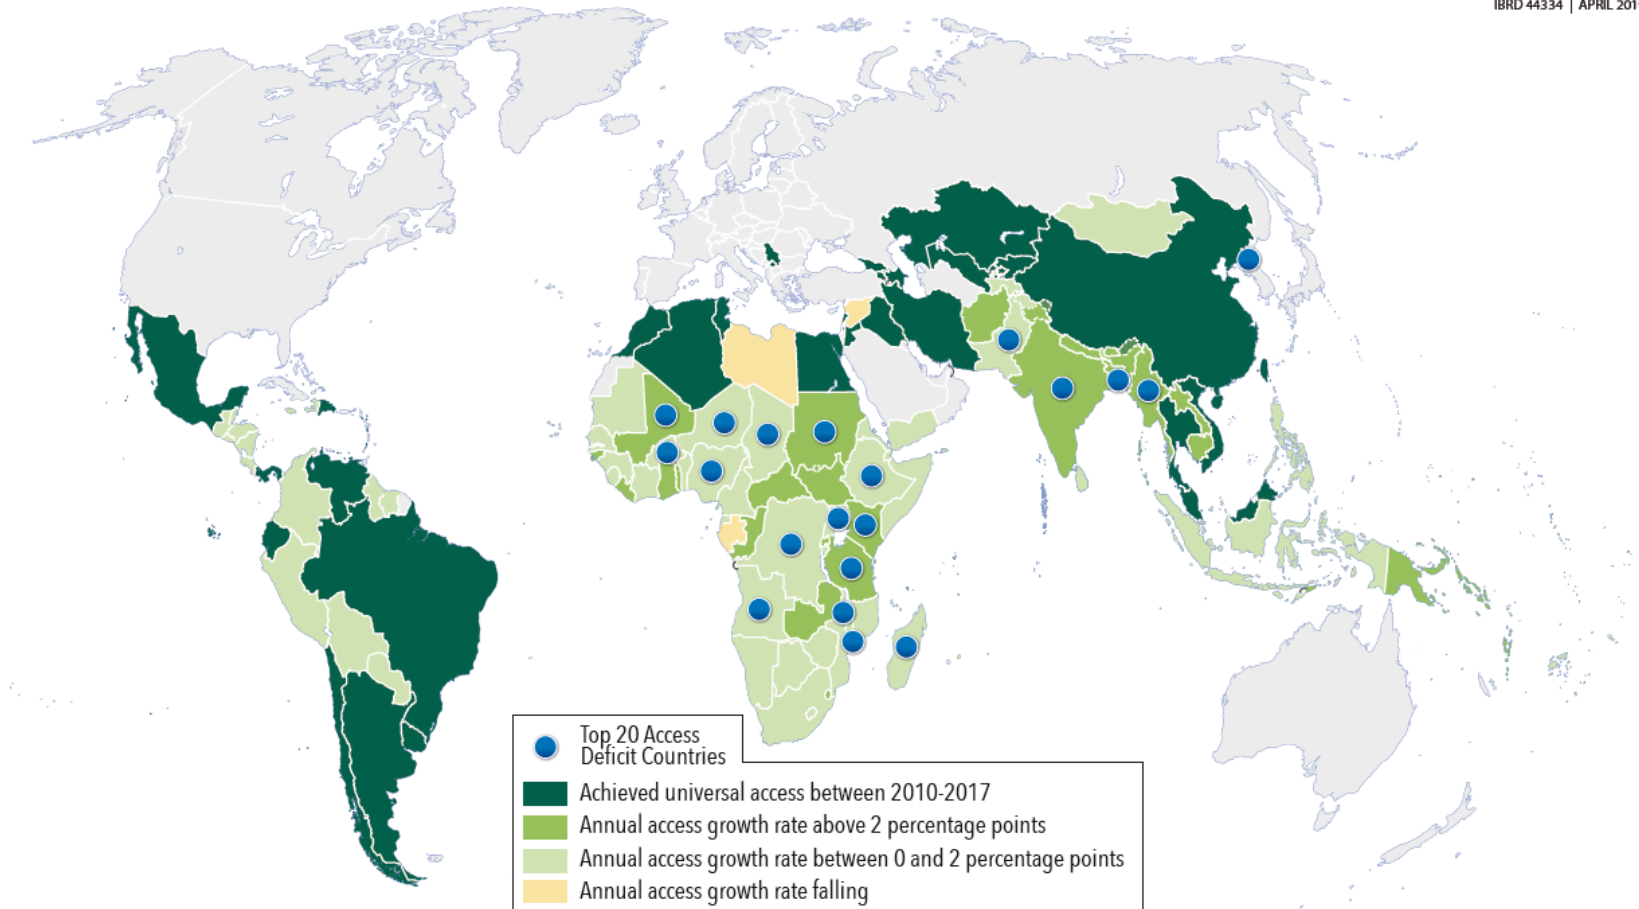 IBRD 44334 | APRIL 201
Top 20 Access
Deficit Countries
Achieved universal access between 2010-2017
Annual access growth rate above 2 percentage points
Annual access growth rate between 0 and 2 percentage points
Annual access growth rate falling